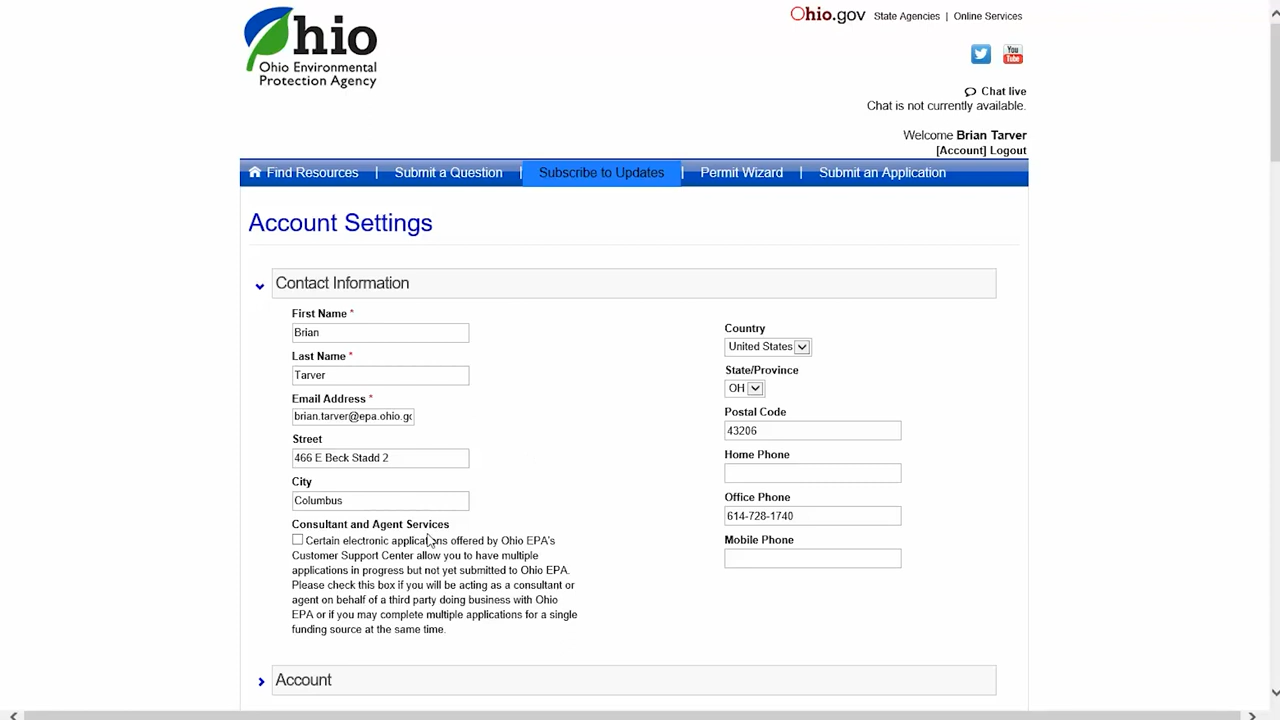 Ohio
Ohio Environmental
Protection Agency
Ohio.gov State Agencies | Online Services
You
Tube
Chat live
Chat is not currently available.
Welcome Brian Tarver
[Account] Logout
Find Resources | Submit a Question | Subscribe to Updates | Permit Wizard | Submit an Application
Account Settings
Contact Information
First Name *
Brian
Last Name *
Tarver
Email Address *
brian.tarver@epa.ohio.go
Street
466 E Beck Stadd 2
City
Columbus
Consultant and Agent Services
Certain electronic applications offered by Ohio EPA's
Customer Support Center allow you to have multiple
applications in progress but not yet submitted to Ohio EPA.
Please check this box if you will be acting as a consultant or
agent on behalf of a third party doing business with Ohio
EPA or if you may complete multiple applications for a single
funding source at the same time.
Country
United States
State/Province
OH
Postal Code
43206
Home Phone
Office Phone
614-728-1740
Mobile Phone
Account